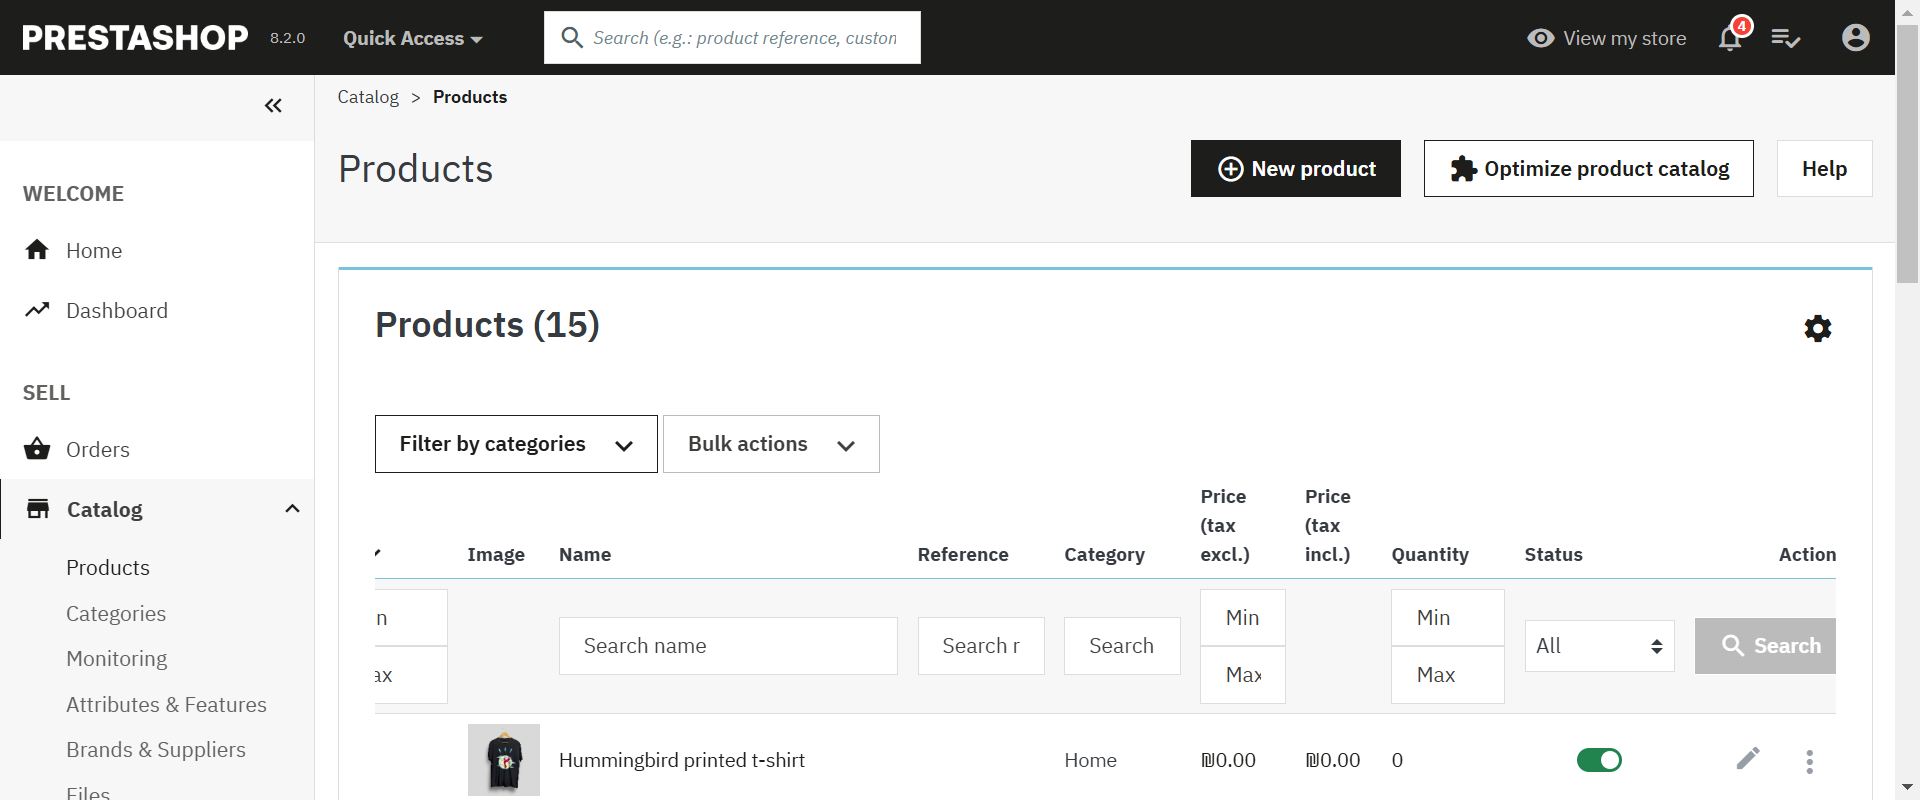 PRESTASHOP 8.2.0 Quick Access Search (e.g.: product reference, custon View my store 4
Catalog > Products
Products
New product Optimize product catalog Help
WELCOME
Home
Dashboard
SELL
Orders
Catalog
Products
Categories
Monitoring
Attributes & Features
Brands & Suppliers
Files
Products (15)
Filter by categories Bulk actions
Image Name Reference Category Price (tax excl.) Price (tax incl.) Quantity Status Action
n Min Min
Search name Search r Search All Search
ax Max Max
Hummingbird printed t-shirt Home ₪0.00 ₪0.00 0